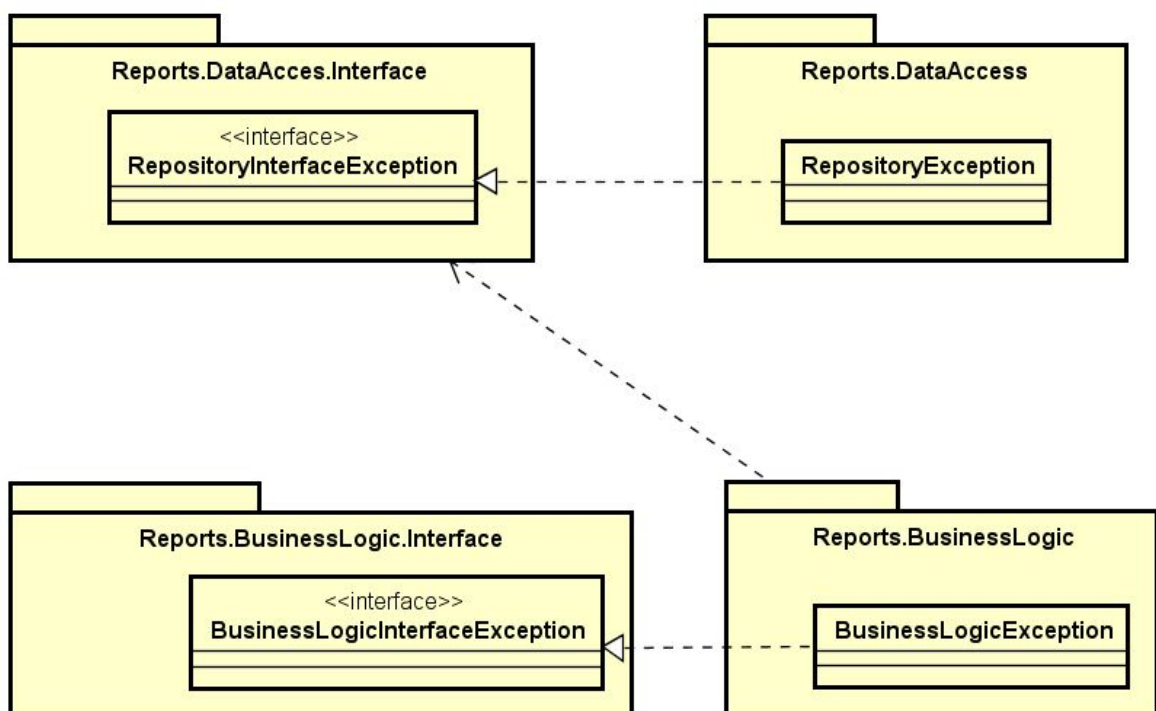 Reports.DataAcces.Interface
<<interface>>
RepositoryInterfaceException
Reports.DataAccess
RepositoryException
Reports.BusinessLogic.Interface
<<interface>>
BusinessLogicInterfaceException
Reports.BusinessLogic
BusinessLogicException